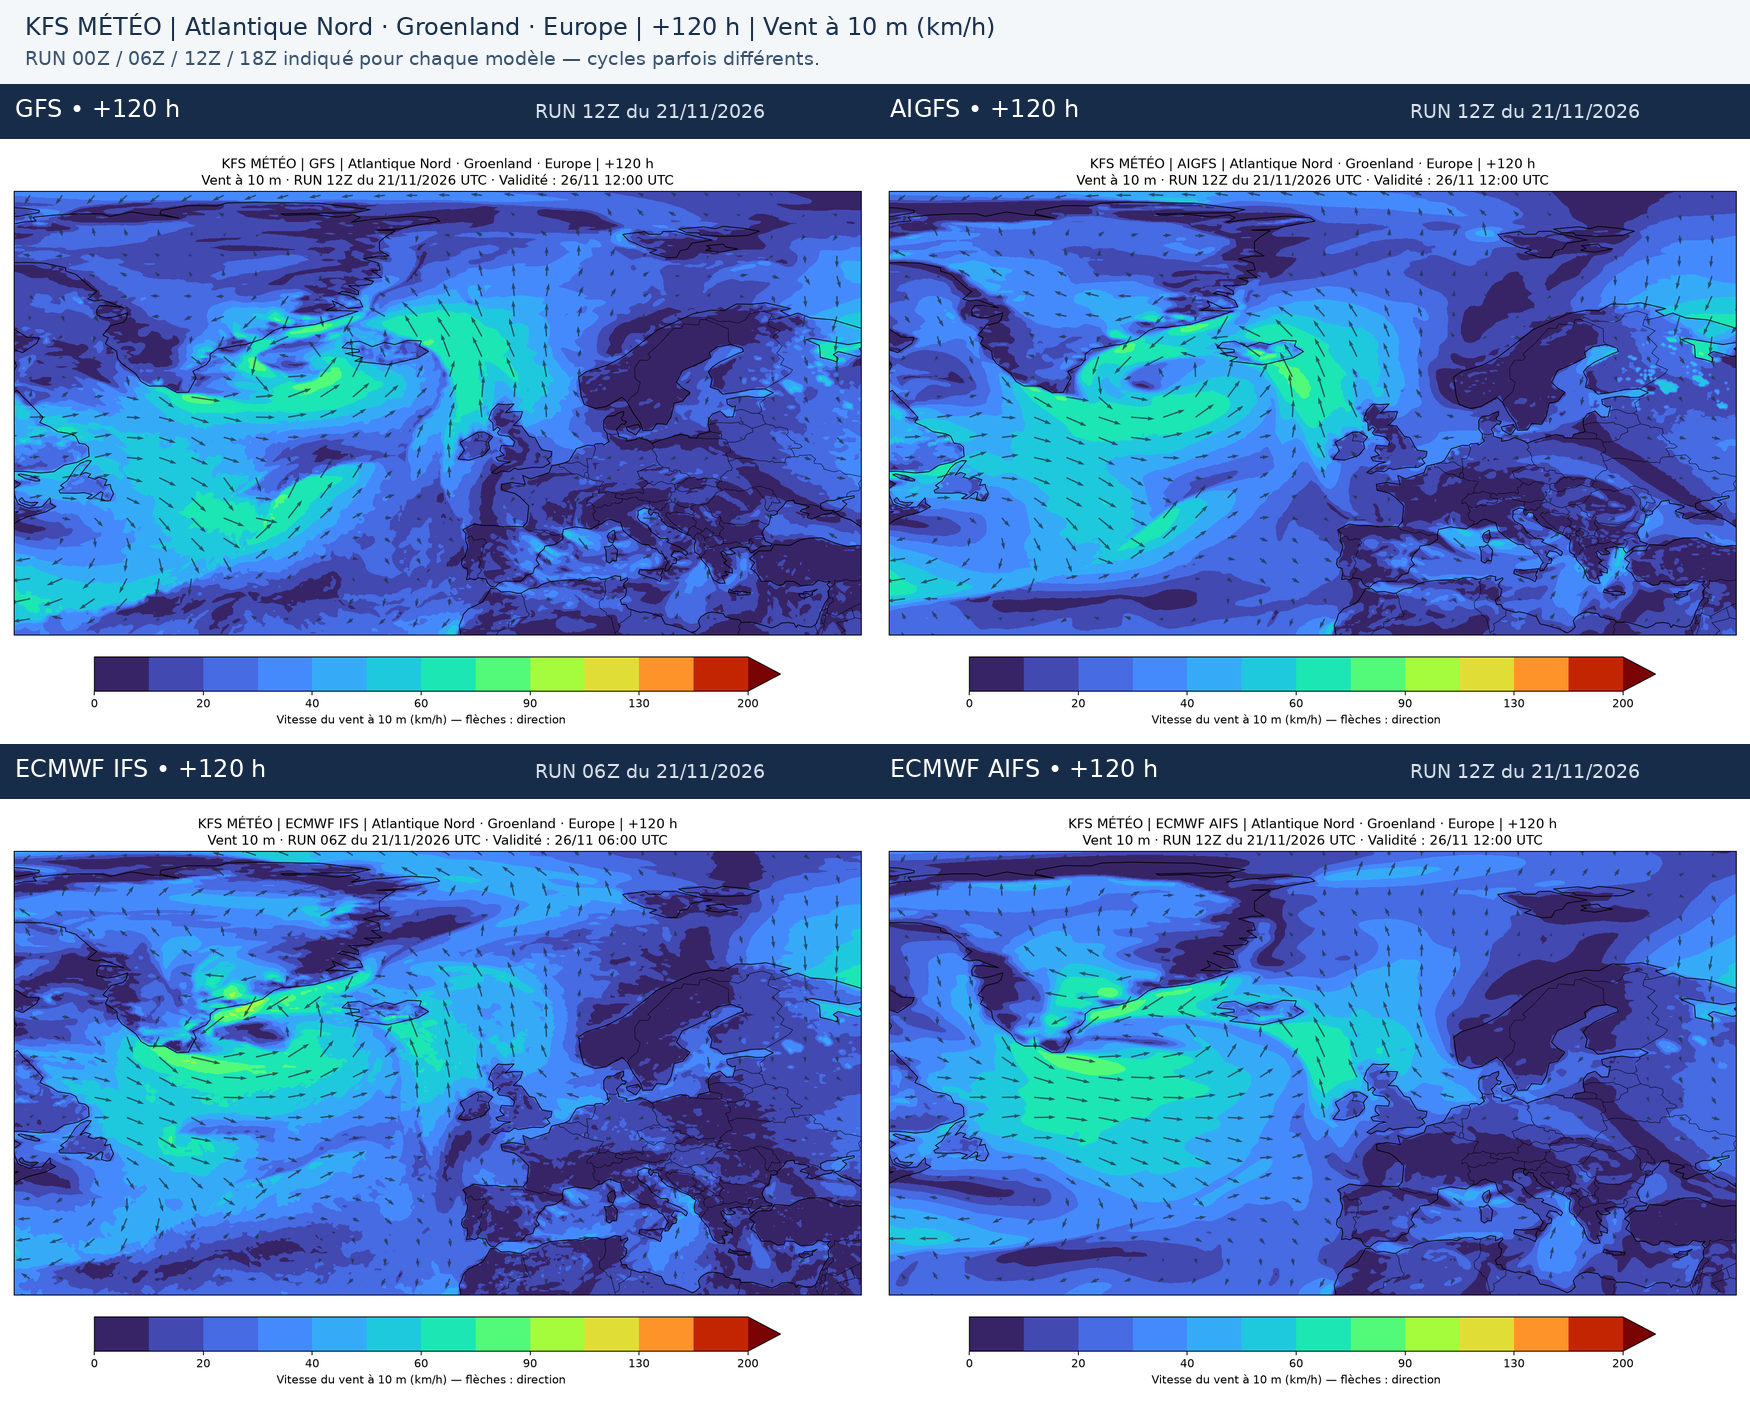 KFS MÉTÉO | Atlantique Nord · Groenland · Europe | +120 h | Vent à 10 m (km/h)
RUN 00Z / 06Z / 12Z / 18Z indiqué pour chaque modèle — cycles parfois différents.
GFS • +120 h
RUN 12Z du 21/11/2026
KFS MÉTÉO | GFS | Atlantique Nord · Groenland · Europe | +120 h
Vent à 10 m · RUN 12Z du 21/11/2026 UTC · Validité : 26/11 12:00 UTC
0 20 40 60 90 130 200
Vitesse du vent à 10 m (km/h) — flèches : direction
AIGFS • +120 h
RUN 12Z du 21/11/2026
KFS MÉTÉO | AIGFS | Atlantique Nord · Groenland · Europe | +120 h
Vent à 10 m · RUN 12Z du 21/11/2026 UTC · Validité : 26/11 12:00 UTC
0 20 40 60 90 130 200
Vitesse du vent à 10 m (km/h) — flèches : direction
ECMWF IFS • +120 h
RUN 06Z du 21/11/2026
KFS MÉTÉO | ECMWF IFS | Atlantique Nord · Groenland · Europe | +120 h
Vent 10 m · RUN 06Z du 21/11/2026 UTC · Validité : 26/11 06:00 UTC
0 20 40 60 90 130 200
Vitesse du vent à 10 m (km/h) — flèches : direction
ECMWF AIFS • +120 h
RUN 12Z du 21/11/2026
KFS MÉTÉO | ECMWF AIFS | Atlantique Nord · Groenland · Europe | +120 h
Vent 10 m · RUN 12Z du 21/11/2026 UTC · Validité : 26/11 12:00 UTC
0 20 40 60 90 130 200
Vitesse du vent à 10 m (km/h) — flèches : direction